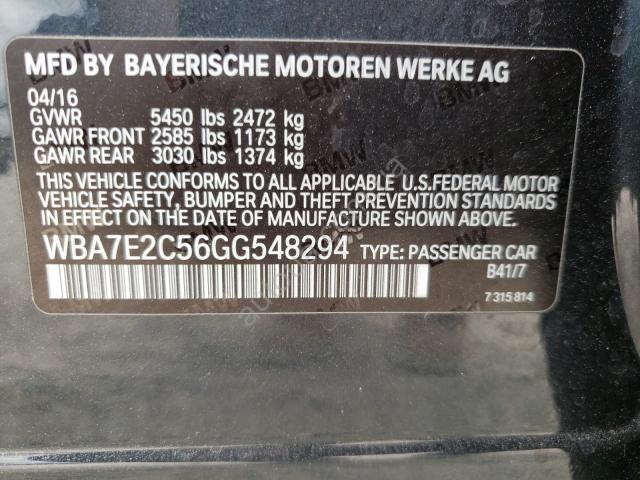 MFD BY BAYERISCHE MOTOREN WERKE AG
04/16
GVWR 5450 lbs 2472 kg
GAWR FRONT 2585 lbs 1173 kg
GAWR REAR 3030 lbs 1374 kg
THIS VEHICLE CONFORMS TO ALL APPLICABLE U.S.FEDERAL MOTOR
VEHICLE SAFETY, BUMPER AND THEFT PREVENTION STANDARDS
IN EFFECT ON THE DATE OF MANUFACTURE SHOWN ABOVE.
WBA7E2C56GG548294 TYPE: PASSENGER CAR
B41/7
7 315 814